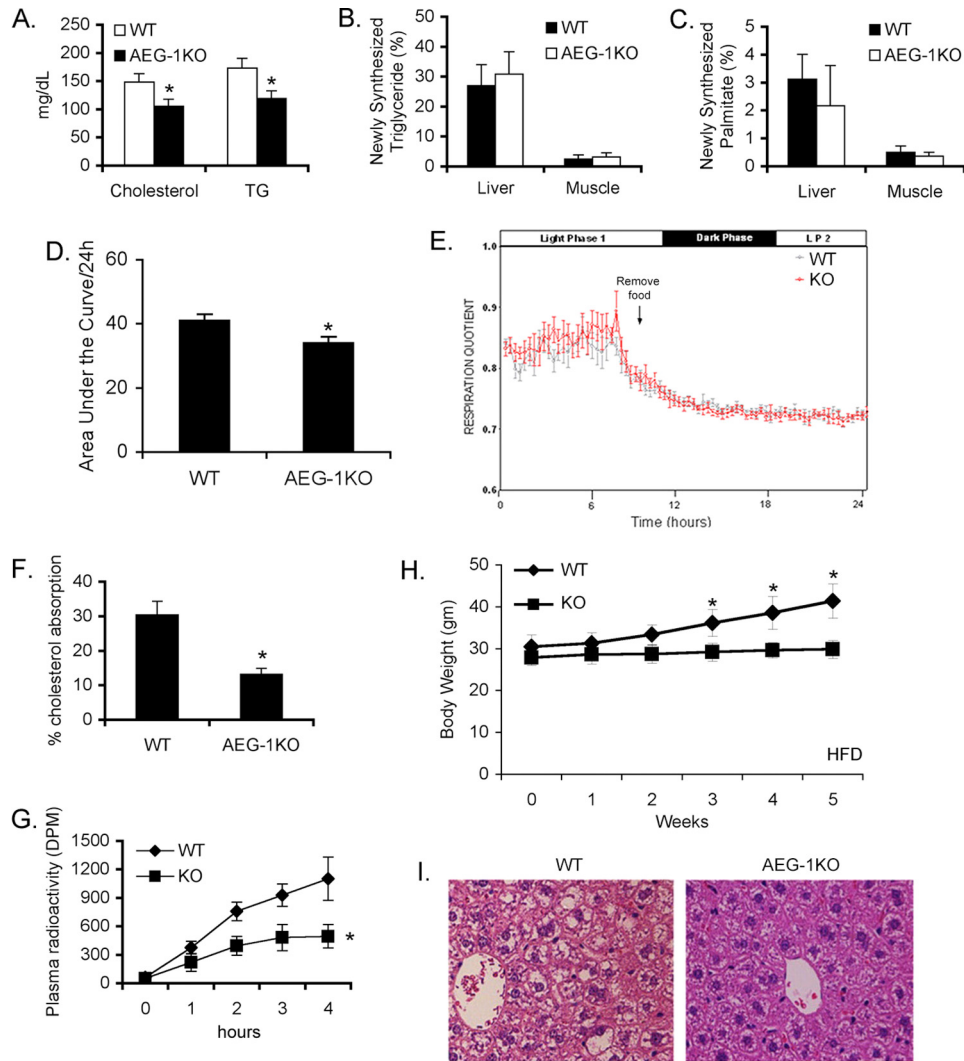 A.
WT
AEG-1KO
mg/dL
250
200
150
100
50
0
*
*
Cholesterol TG
B.
WT
AEG-1KO
Newly Synthesized
Triglyceride (%)
50
40
30
20
10
0
Liver Muscle
C.
WT
AEG-1KO
Newly Synthesized
Palmitate (%)
5
4
3
2
1
0
Liver Muscle
D.
Area Under the Curve/24h
60
40
20
0
*
WT AEG-1KO
E.
Light Phase 1 Dark Phase L P 2
WT
KO
Remove
food
RESPIRATION QUOTIENT
1.0
0.9
0.8
0.7
0.6
0 6 12 18 24
Time (hours)
F.
% cholesterol absorption
40
30
20
10
0
*
WT AEG-1KO
G.
Plasma radioactivity (DPM)
WT
KO
1500
1200
900
600
300
0
*
0 1 2 3 4
hours
H.
WT
KO
Body Weight (gm)
50
40
30
20
10
0
* * *
HFD
0 1 2 3 4 5
Weeks
I.
WT AEG-1KO